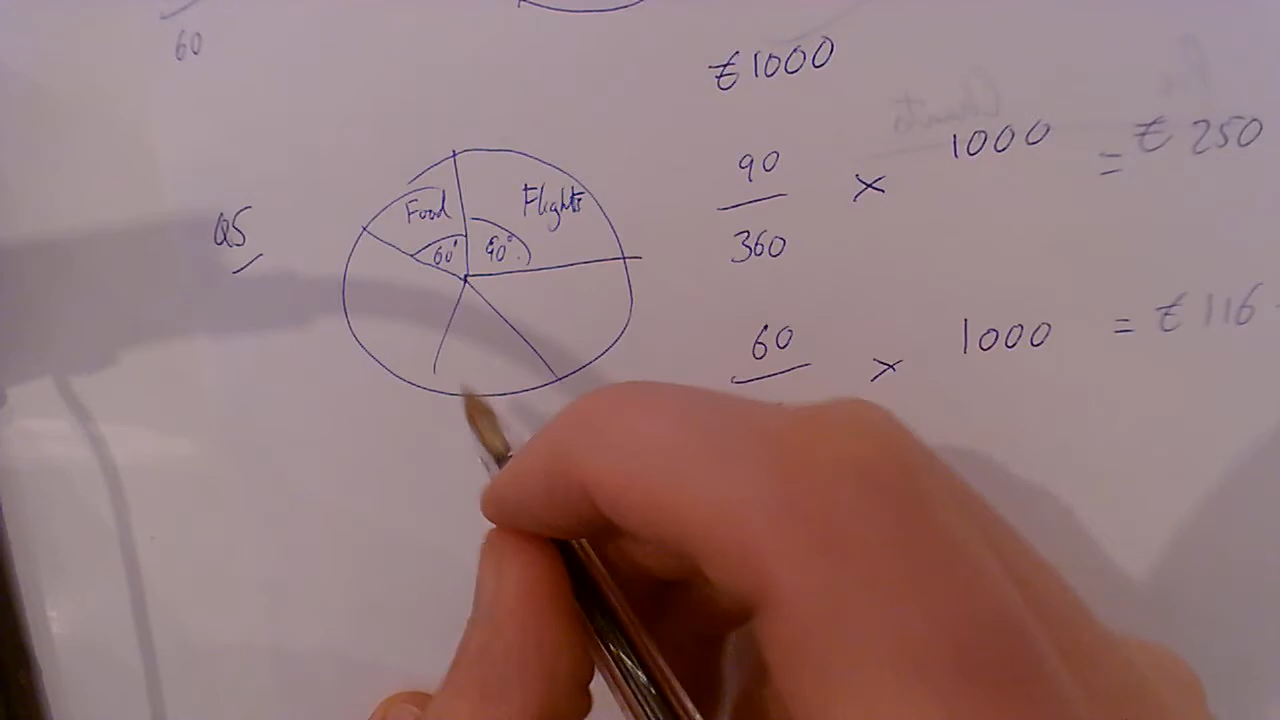 60
£1000
90 × 1000 = £250
360
Q5
Food Flights
60° 90°
60 × 1000 = £116